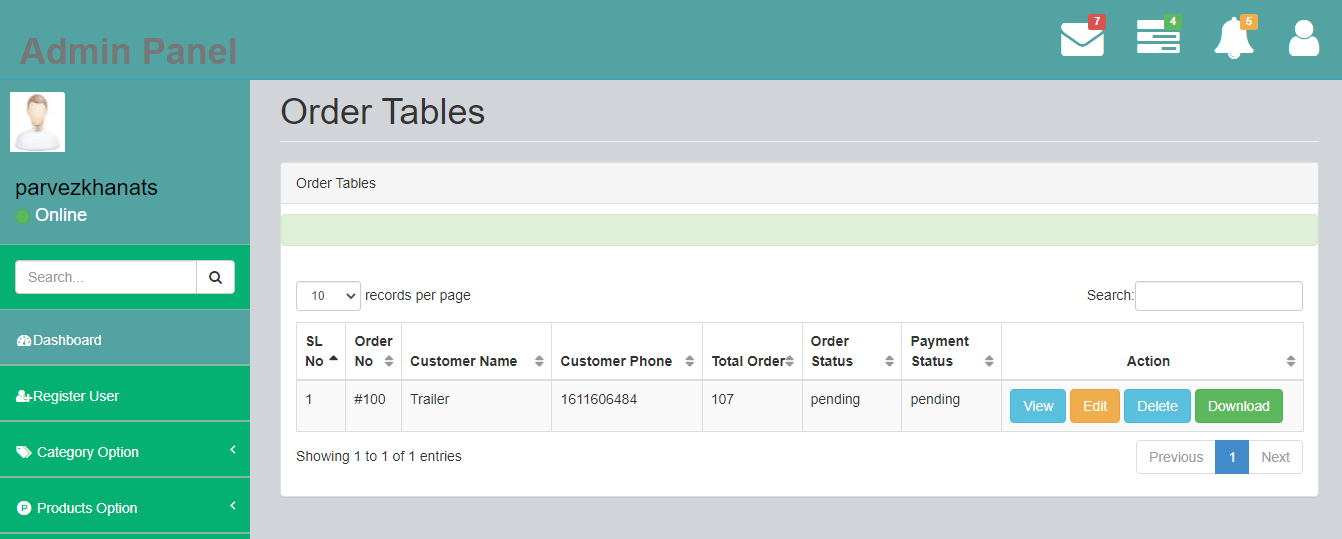 Admin Panel
7
4
5
parvezkhanats
Online
Search...
Dashboard
Register User
Category Option
P Products Option
Order Tables
Order Tables
10 records per page
Search:
SL No
Order No
Customer Name
Customer Phone
Total Order
Order Status
Payment Status
Action
1 #100 Trailer 1611606484 107 pending pending View Edit Delete Download
Showing 1 to 1 of 1 entries
Previous 1 Next